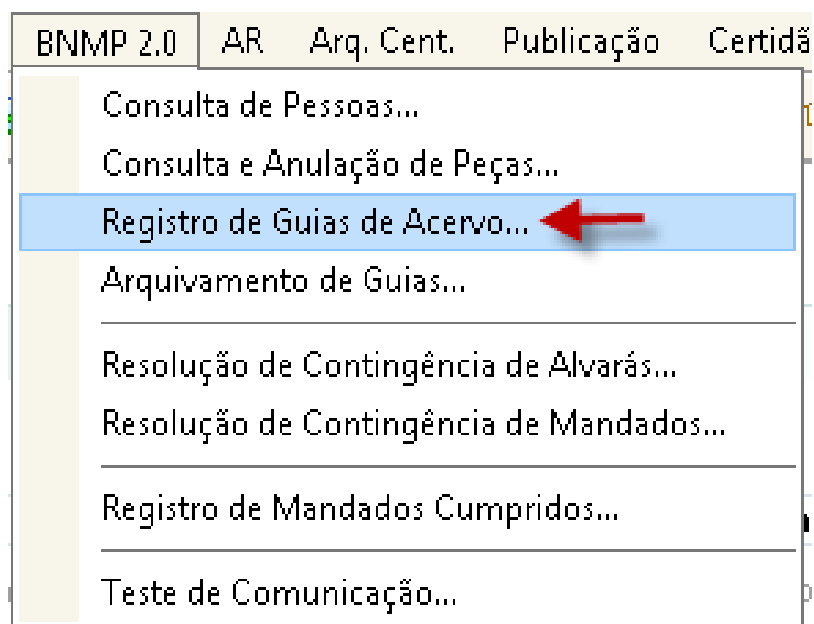 BNMP 2.0 AR Arq. Cent. Publicação Certidã
Consulta de Pessoas...
Consulta e Anulação de Peças...
Registro de Guias de Acervo...
Arquivamento de Guias...
Resolução de Contingência de Alvarás...
Resolução de Contingência de Mandados...
Registro de Mandados Cumpridos...
Teste de Comunicação...